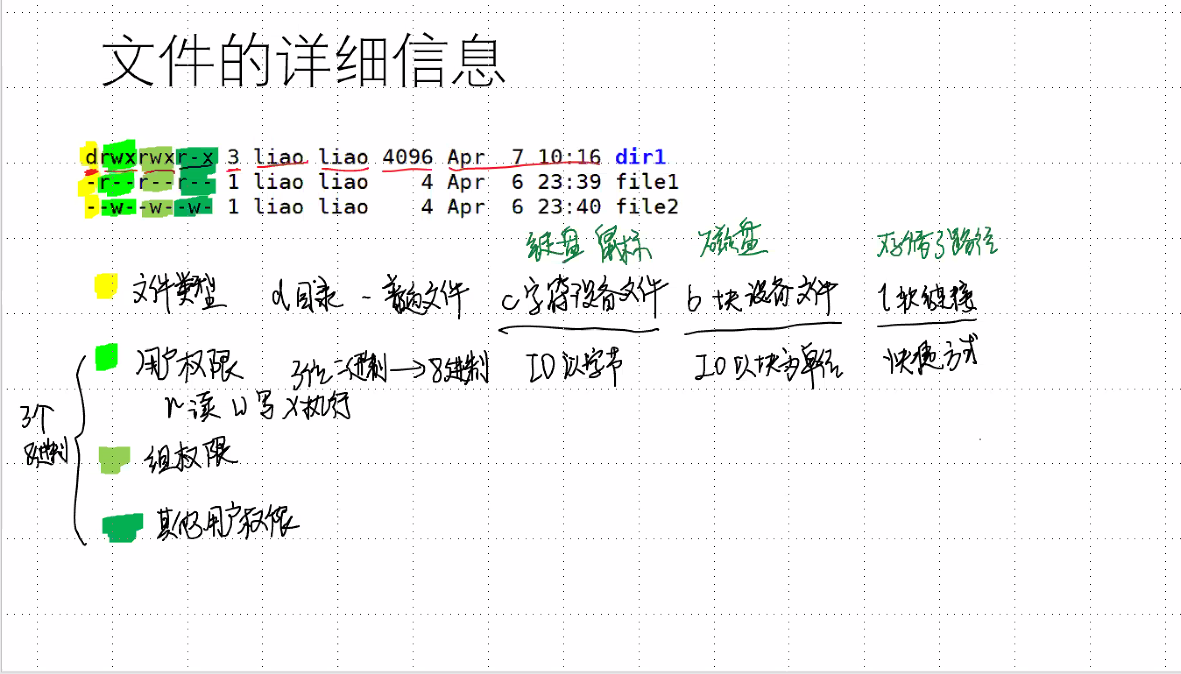 文件的详细信息
drwxrwxr-x 3 liao liao 4096 Apr 7 10:16 dir1
-r--r--r-- 1 liao liao 4 Apr 6 23:39 file1
--w--w--w- 1 liao liao 4 Apr 6 23:40 file2
键盘 鼠标 磁盘 存储了路径
文件类型 d目录 - 普通文件 c字符设备文件 b块设备文件 l软链接
用户权限 3位二进制→8进制 IO以字节 IO以块为单位 快捷方式
r读 w写 x执行
3个
8进制
组权限
其他用户权限